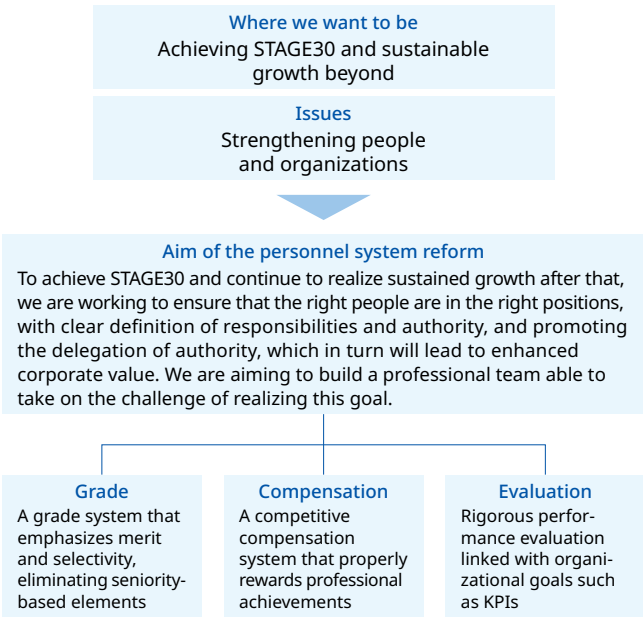 Where we want to be
Achieving STAGE30 and sustainable
growth beyond
Issues
Strengthening people
and organizations
Aim of the personnel system reform
To achieve STAGE30 and continue to realize sustained growth after that,
we are working to ensure that the right people are in the right positions,
with clear definition of responsibilities and authority, and promoting
the delegation of authority, which in turn will lead to enhanced
corporate value. We are aiming to build a professional team able to
take on the challenge of realizing this goal.
Grade
A grade system that
emphasizes merit
and selectivity,
eliminating seniority-
based elements
Compensation
A competitive
compensation
system that properly
rewards professional
achievements
Evaluation
Rigorous perfor-
mance evaluation
linked with organi-
zational goals such
as KPIs